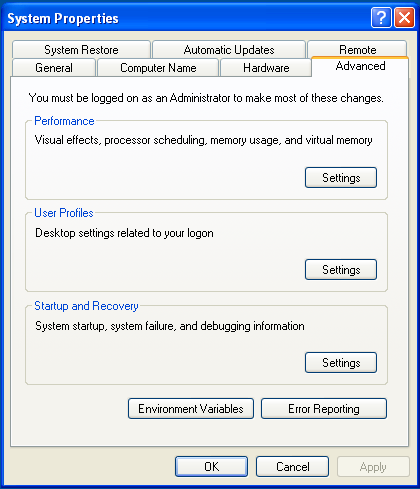 System Properties
System Restore Automatic Updates Remote
General Computer Name Hardware Advanced
You must be logged on as an Administrator to make most of these changes.
Performance
Visual effects, processor scheduling, memory usage, and virtual memory
Settings
User Profiles
Desktop settings related to your logon
Settings
Startup and Recovery
System startup, system failure, and debugging information
Settings
Environment Variables Error Reporting
OK Cancel Apply